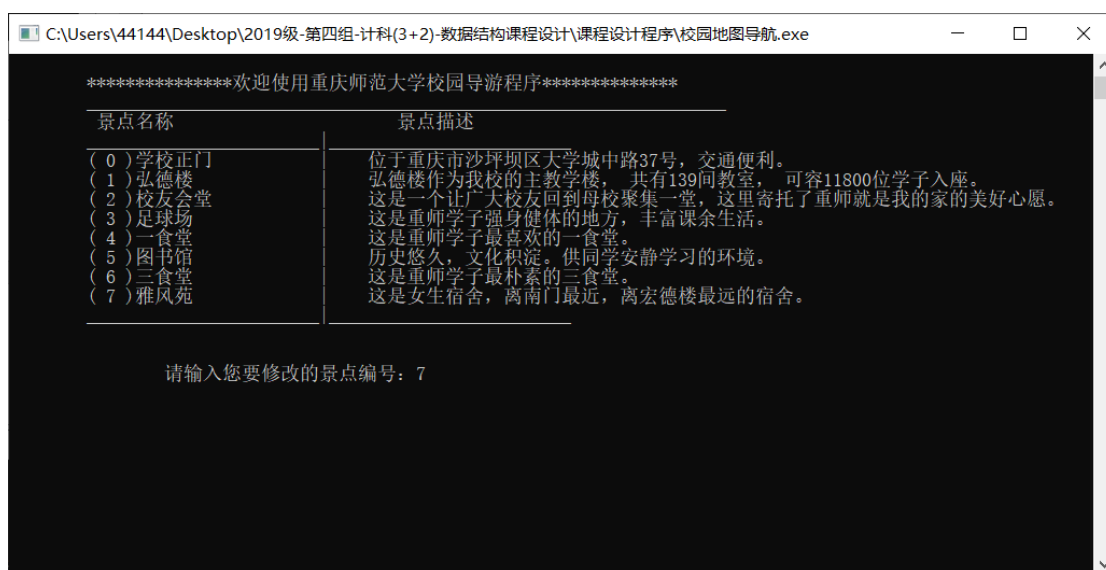 C:\Users\44144\Desktop\2019级-第四组-计科(3+2)-数据结构课程设计\课程设计程序\校园地图导航.exe
***************欢迎使用重庆师范大学校园导游程序**************
景点名称 景点描述
( 0 )学校正门 | 位于重庆市沙坪坝区大学城中路37号，交通便利。
( 1 )弘德楼 | 弘德楼作为我校的主教学楼， 共有139间教室， 可容11800位学子入座。
( 2 )校友会堂 | 这是一个让广大校友回到母校聚集一堂，这里寄托了重师就是我的家的美好心愿。
( 3 )足球场 | 这是重师学子强身健体的地方，丰富课余生活。
( 4 )一食堂 | 这是重师学子最喜欢的一食堂。
( 5 )图书馆 | 历史悠久，文化积淀。供同学安静学习的环境。
( 6 )三食堂 | 这是重师学子最朴素的三食堂。
( 7 )雅风苑 | 这是女生宿舍，离南门最近，离宏德楼最远的宿舍。
请输入您要修改的景点编号：7